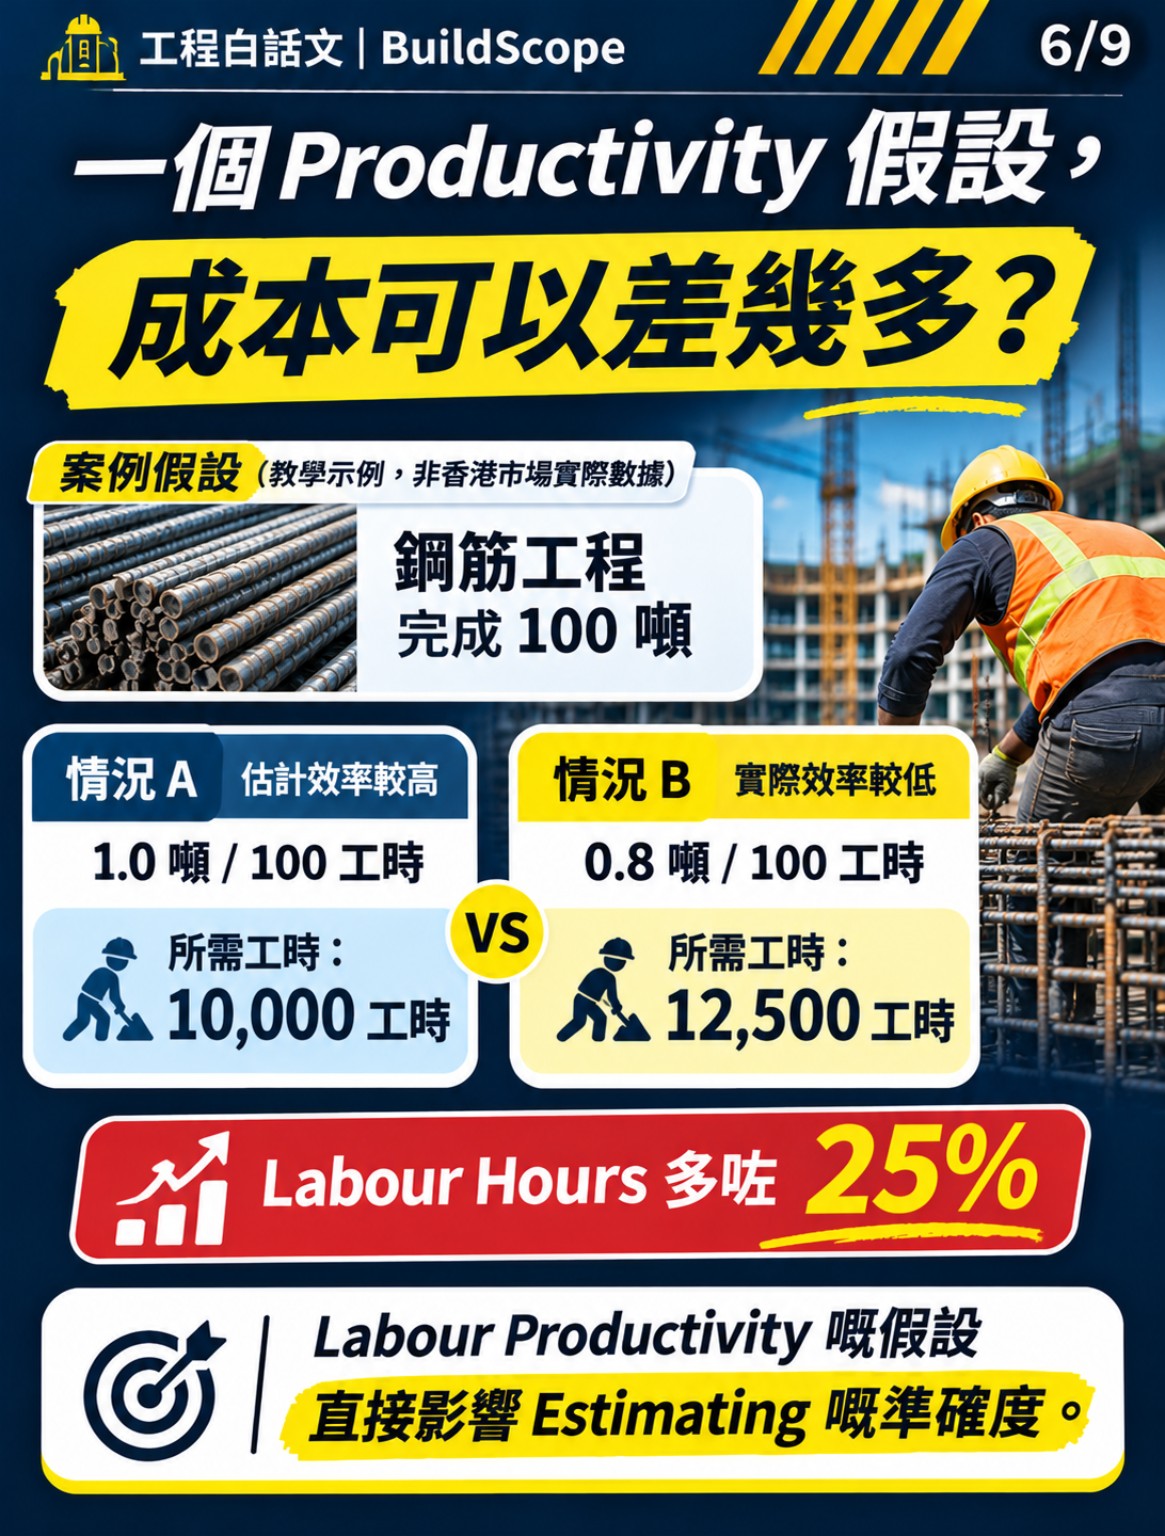 工程白話文 | BuildScope
6/9
一個 Productivity 假設，
成本可以差幾多？
案例假設（教學示例，非香港市場實際數據）
鋼筋工程
完成 100 噸
情況 A 估計效率較高
1.0 噸 / 100 工時
所需工時：
10,000 工時
VS
情況 B 實際效率較低
0.8 噸 / 100 工時
所需工時：
12,500 工時
Labour Hours 多咗 25%
Labour Productivity 嘅假設
直接影響 Estimating 嘅準確度。